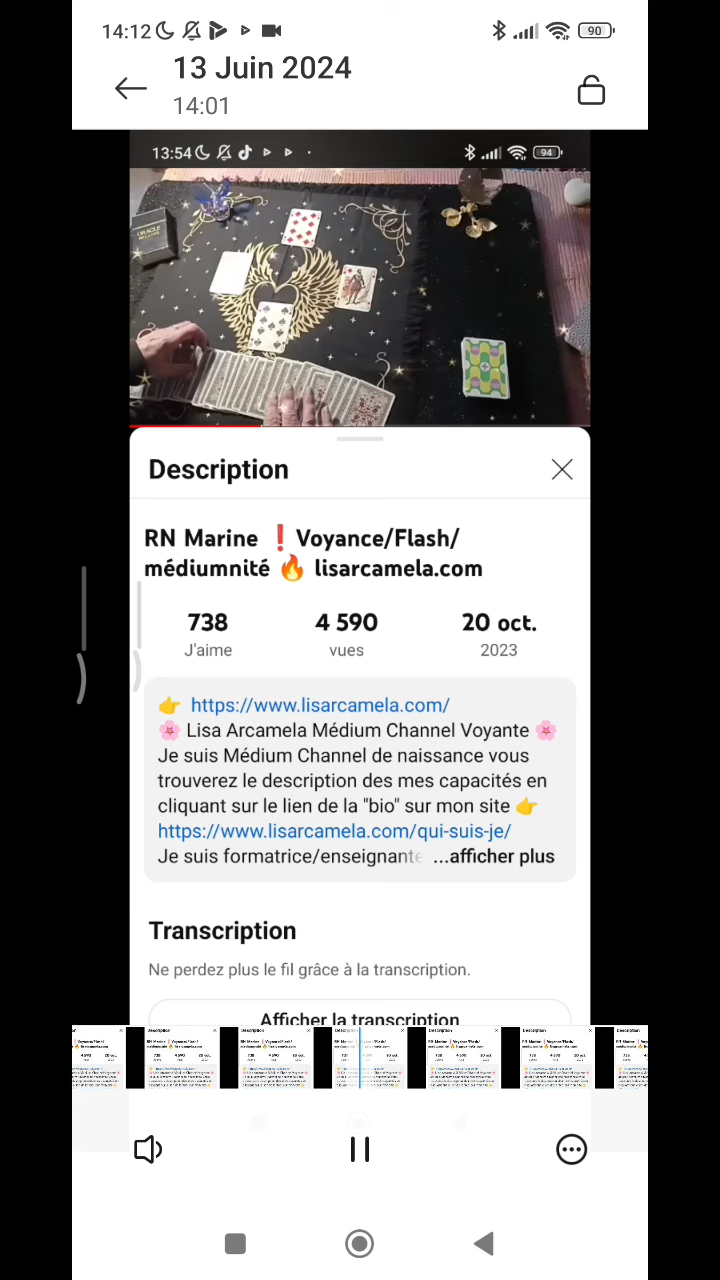 14:12
90
13 Juin 2024
14:01
13:54
94
ORACLE
Description
RN Marine ❗ Voyance/Flash/
médiumnité 🔥 lisarcamela.com
738
4 590
20 oct.
J'aime
vues
2023
👉 https://www.lisarcamela.com/
🌸 Lisa Arcamela Médium Channel Voyante 🌸
Je suis Médium Channel de naissance vous
trouverez le description des mes capacités en
cliquant sur le lien de la "bio" sur mon site 👉
https://www.lisarcamela.com/qui-suis-je/
Je suis formatrice/enseignante ...afficher plus
Transcription
Ne perdez plus le fil grâce à la transcription.
Afficher la transcription